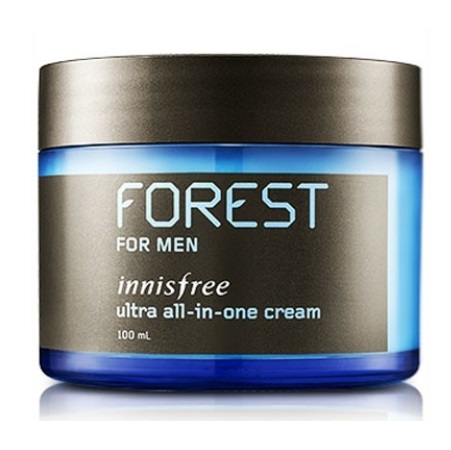 FOREST
FOR MEN
innisfree
ultra all-in-one cream
100 mL